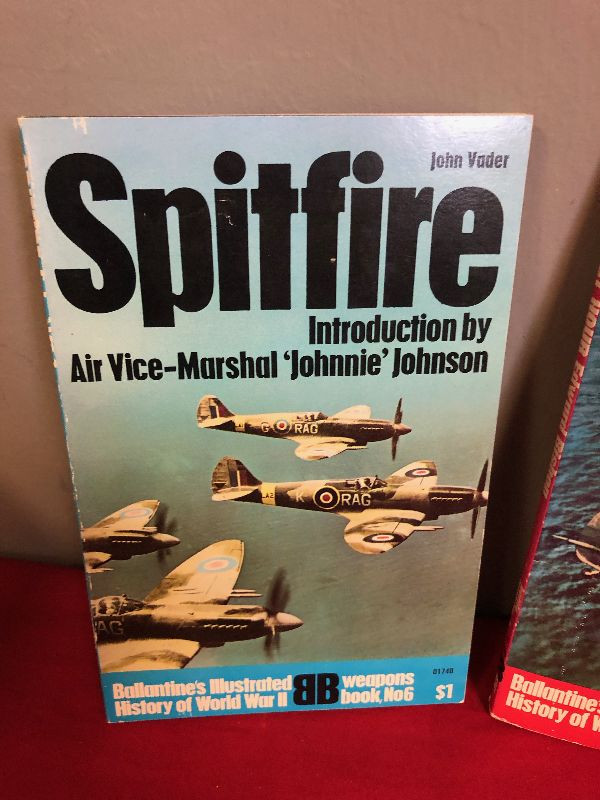 John Vader
Spitfire
Introduction by
Air Vice-Marshal 'Johnnie' Johnson
G RAG
LA2 K RAG
AG
Ballantine's Illustrated
History of World War II
BB
weapons
book, No6
01740
$1
Ballantine's
History of W